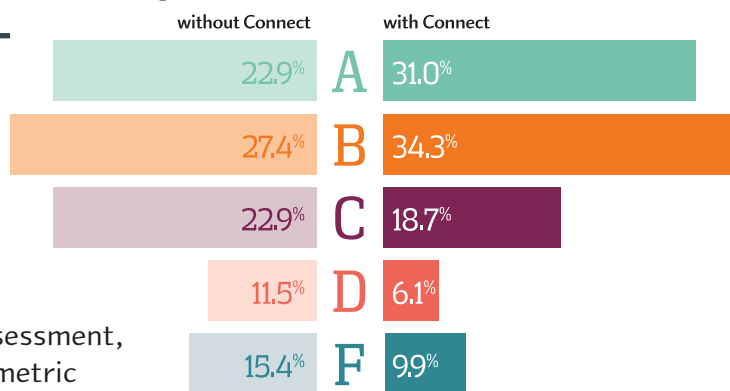 without Connect with Connect
22.9% A 31.0%
27.4% B 34.3%
22.9% C 18.7%
11.5% D 6.1%
15.4% F 9.9%
metric